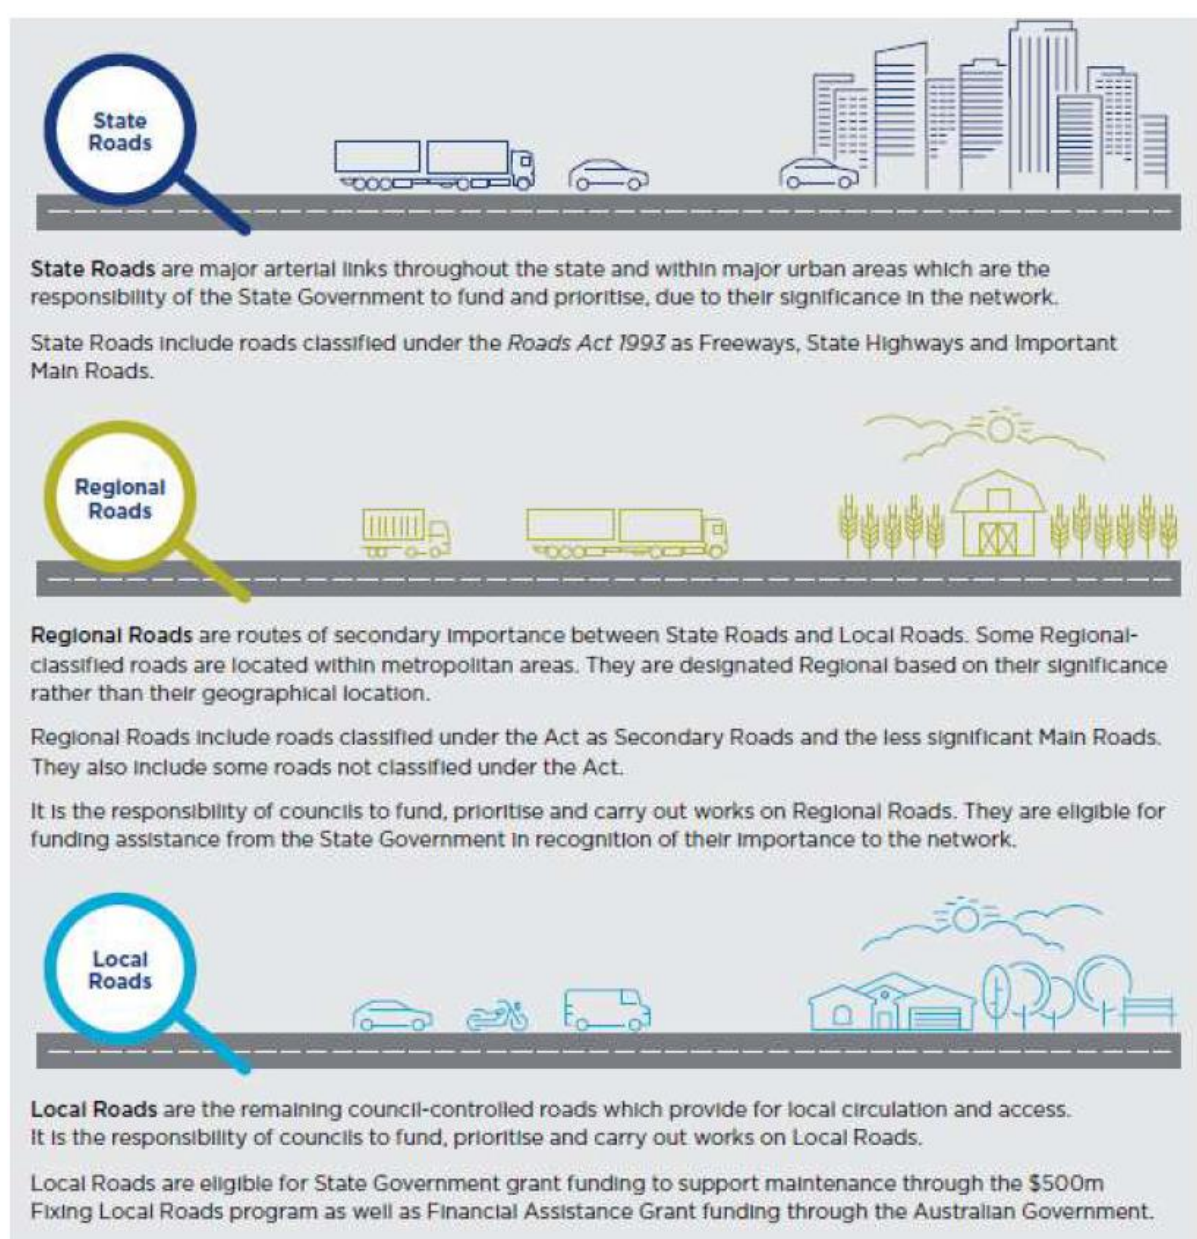 State
Roads
State Roads are major arterial links throughout the state and within major urban areas which are the
responsibility of the State Government to fund and prioritise, due to their significance in the network.
State Roads include roads classified under the Roads Act 1993 as Freeways, State Highways and Important
Main Roads.
Regional
Roads
Regional Roads are routes of secondary importance between State Roads and Local Roads. Some Regional-
classified roads are located within metropolitan areas. They are designated Regional based on their significance
rather than their geographical location.
Regional Roads include roads classified under the Act as Secondary Roads and the less significant Main Roads.
They also include some roads not classified under the Act.
It is the responsibility of councils to fund, prioritise and carry out works on Regional Roads. They are eligible for
funding assistance from the State Government in recognition of their importance to the network.
Local
Roads
Local Roads are the remaining council-controlled roads which provide for local circulation and access.
It is the responsibility of councils to fund, prioritise and carry out works on Local Roads.
Local Roads are eligible for State Government grant funding to support maintenance through the $500m
Fixing Local Roads program as well as Financial Assistance Grant funding through the Australian Government.